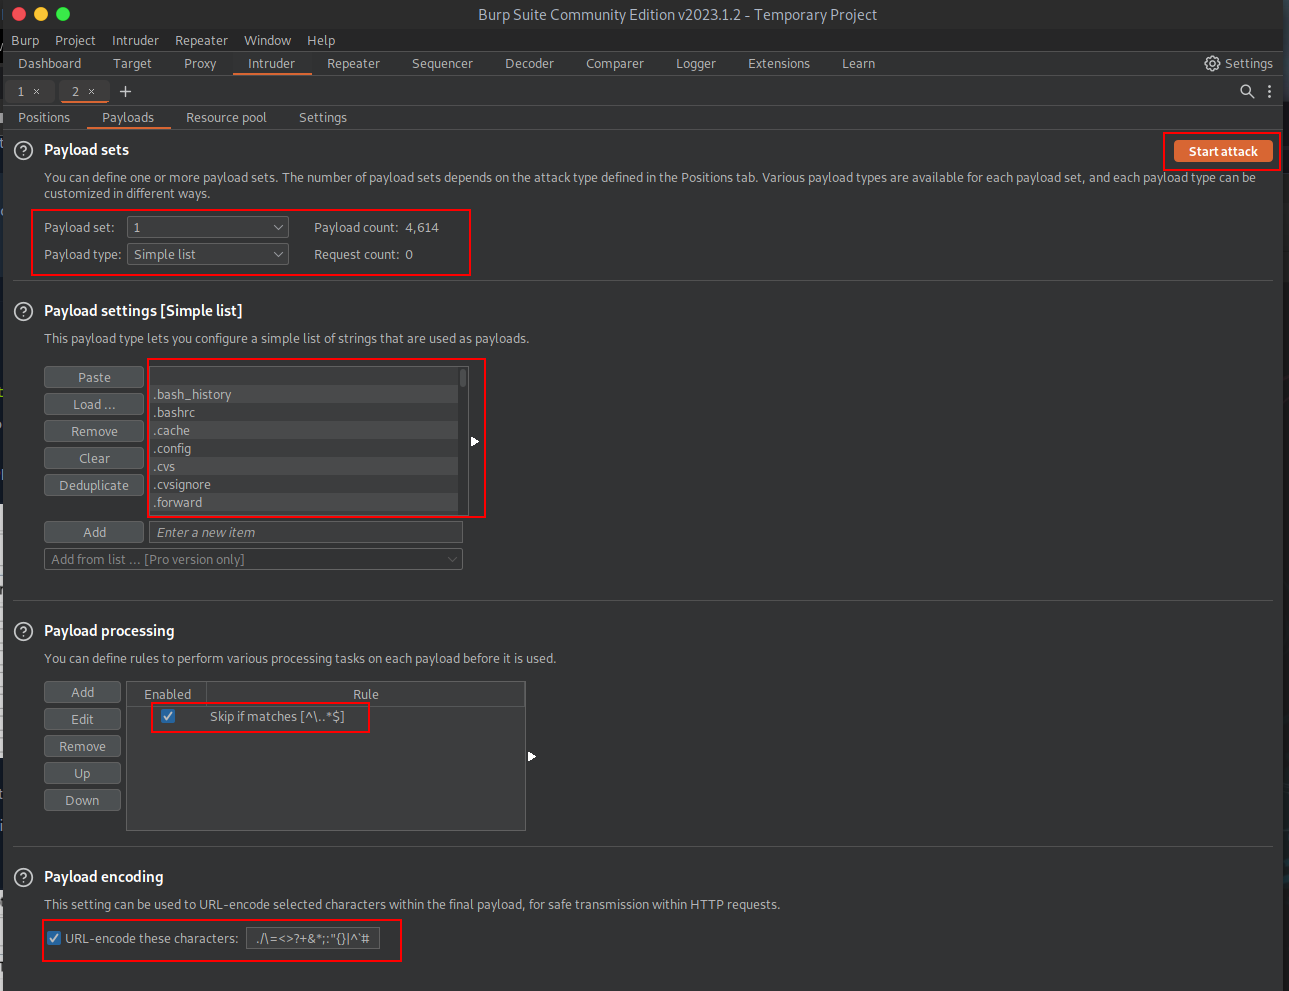 Burp Suite Community Edition v2023.1.2 - Temporary Project
Burp Project Intruder Repeater Window Help
Dashboard Target Proxy Intruder Repeater Sequencer Decoder Comparer Logger Extensions Learn Settings
1 × 2 × +
Positions Payloads Resource pool Settings
? Payload sets
Start attack
You can define one or more payload sets. The number of payload sets depends on the attack type defined in the Positions tab. Various payload types are available for each payload set, and each payload type can be
customized in different ways.
Payload set: 1 Payload count: 4,614
Payload type: Simple list Request count: 0
? Payload settings [Simple list]
This payload type lets you configure a simple list of strings that are used as payloads.
Paste
Load ...
Remove
Clear
Deduplicate
.bash_history
.bashrc
.cache
.config
.cvs
.cvsignore
.forward
Add Enter a new item
Add from list ... [Pro version only]
? Payload processing
You can define rules to perform various processing tasks on each payload before it is used.
Add
Edit
Remove
Up
Down
Enabled Rule
Skip if matches [^\..*$]
? Payload encoding
This setting can be used to URL-encode selected characters within the final payload, for safe transmission within HTTP requests.
URL-encode these characters: ./\=<>?+&*;:"{}|^`#